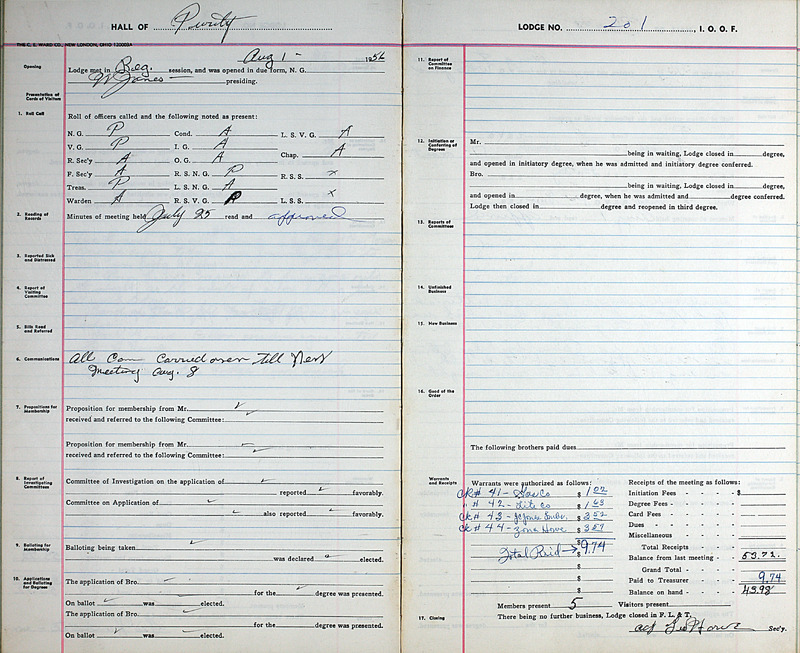 HALL OF Purity
THE C. E. WARD CO., NEW LONDON, OHIO
Aug 1 - 1956
Opening
Lodge met in Reg. session, and was opened in due form, N. G.
W Jones presiding.
Presentation of Cards of Visitors
1. Roll Call
Roll of officers called and the following noted as present:
N. G. P Cond. A L. S. V. G. A
V. G. P I. G. A
R. Sec'y A O. G. A Chap. A
F. Sec'y A R. S. N. G. P R. S. S. x
Treas. P L. S. N. G. A
Warden A R. S. V. G. P L. S. S. x
2. Reading of Records
Minutes of meeting held July 25 read and approved
3. Reported Sick and Distressed
4. Report of Visiting Committee
5. Bills Read and Referred
6. Communications
All Com Carried over till Next
Meeting Aug. 8
7. Propositions for Membership
Proposition for membership from Mr. ✓
received and referred to the following Committee:
Proposition for membership from Mr.
received and referred to the following Committee:
8. Report of Investigating Committees
Committee of Investigation on the application of ✓
reported ✓ favorably.
Committee on Application of
also reported favorably.
9. Balloting for Membership
Balloting being taken
was declared elected.
10. Applications and Balloting for Degrees
The application of Bro.
for the degree was presented.
On ballot ✓ was elected.
The application of Bro.
for the degree was presented.
On ballot ✓ was elected.
LODGE NO. 201, I. O. O. F.
11. Report of Committee on Finance
12. Initiation or Conferring of Degrees
Mr.
being in waiting, Lodge closed in degree,
and opened in initiatory degree, when he was admitted and initiatory degree conferred.
Bro.
being in waiting, Lodge closed in degree,
and opened in degree, when he was admitted and degree conferred.
Lodge then closed in degree and reopened in third degree.
13. Reports of Committees
14. Unfinished Business
15. New Business
16. Good of the Order
The following brothers paid dues
Warrants and Receipts
Warrants were authorized as follows:
Ck# 41 - Gas Co $ 1.02
" # 42 - Lite Co $ 1.63
Ck # 43 - Jones $ 3.52
Ck # 44 - Zona Howe $ 3.57
Total Paid → $ 9.74
$
$
$
$
Receipts of the meeting as follows:
Initiation Fees - - - $
Degree Fees - - - -
Card Fees - - - -
Dues - - - -
Miscellaneous
Total Receipts - - -
Balance from last meeting - 53.72
Grand Total - - - -
Paid to Treasurer - - - 9.74
Balance on hand - - - 43.98
Members present 5 Visitors present
17. Closing
There being no further business, Lodge closed in F. L. & T.
Sec'y.